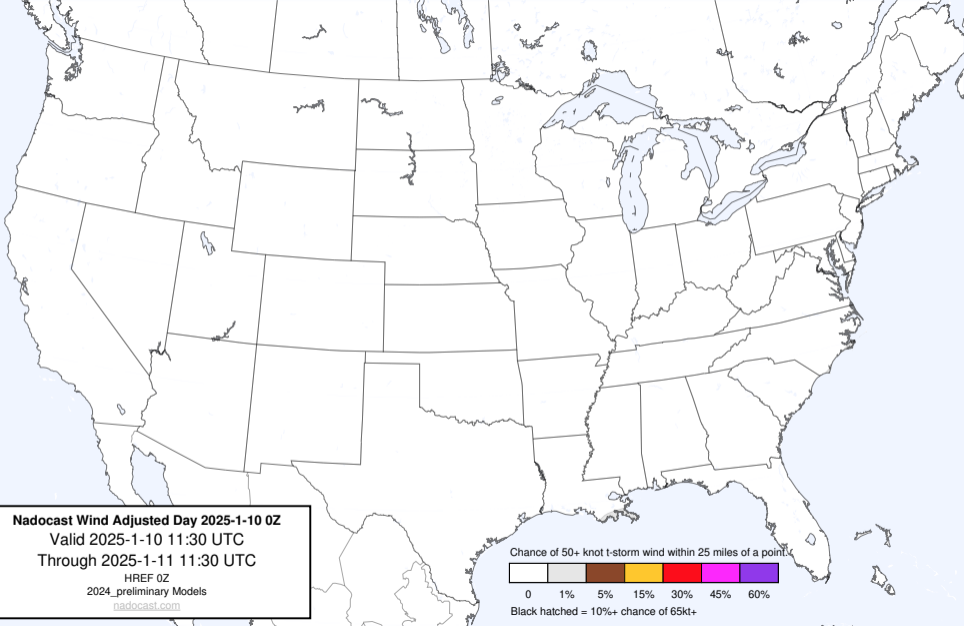 Nadocast Wind Adjusted Day 2025-1-10 0Z
Valid 2025-1-10 11:30 UTC
Through 2025-1-11 11:30 UTC
HREF 0Z
2024_preliminary Models
nadocast.com
Chance of 50+ knot t-storm wind within 25 miles of a point.
0 1% 5% 15% 30% 45% 60%
Black hatched = 10%+ chance of 65kt+